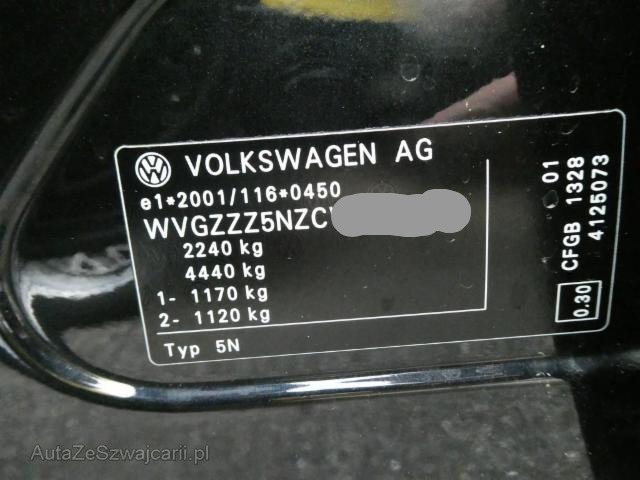 VOLKSWAGEN AG
e1*2001/116*0450
WVGZZZ5NZC
2240 kg
4440 kg
1- 1170 kg
2- 1120 kg
Typ 5N
01
CFGB 1328
4125073
0.30
AutaZeSzwajcarii.pl